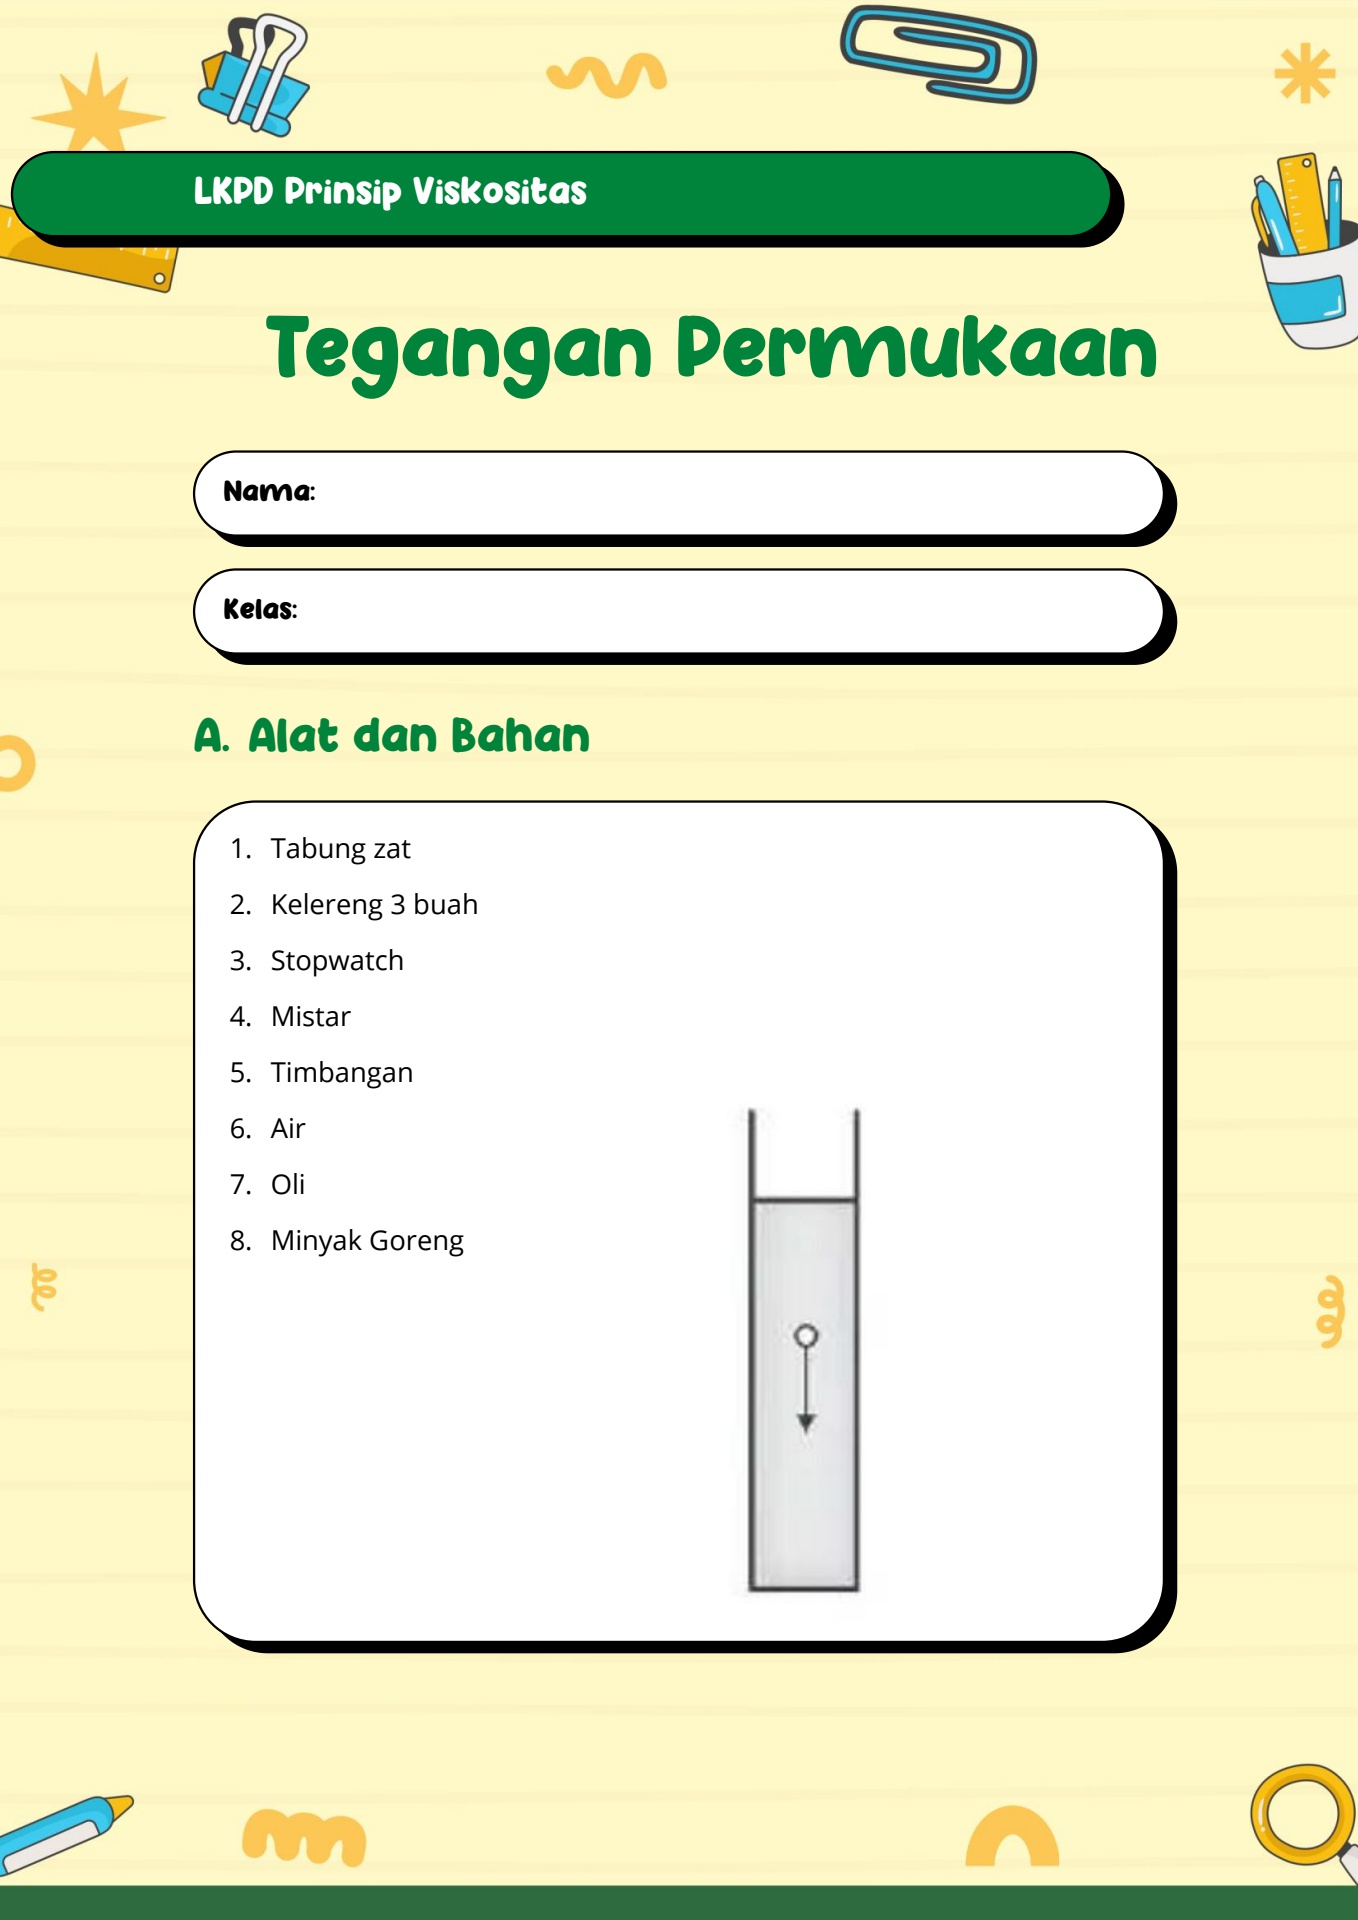 LKPD Prinsip Viskositas
Tegangan Permukaan
Nama:
Kelas:
A. Alat dan Bahan
1. Tabung zat
2. Kelereng 3 buah
3. Stopwatch
4. Mistar
5. Timbangan
6. Air
7. Oli
8. Minyak Goreng